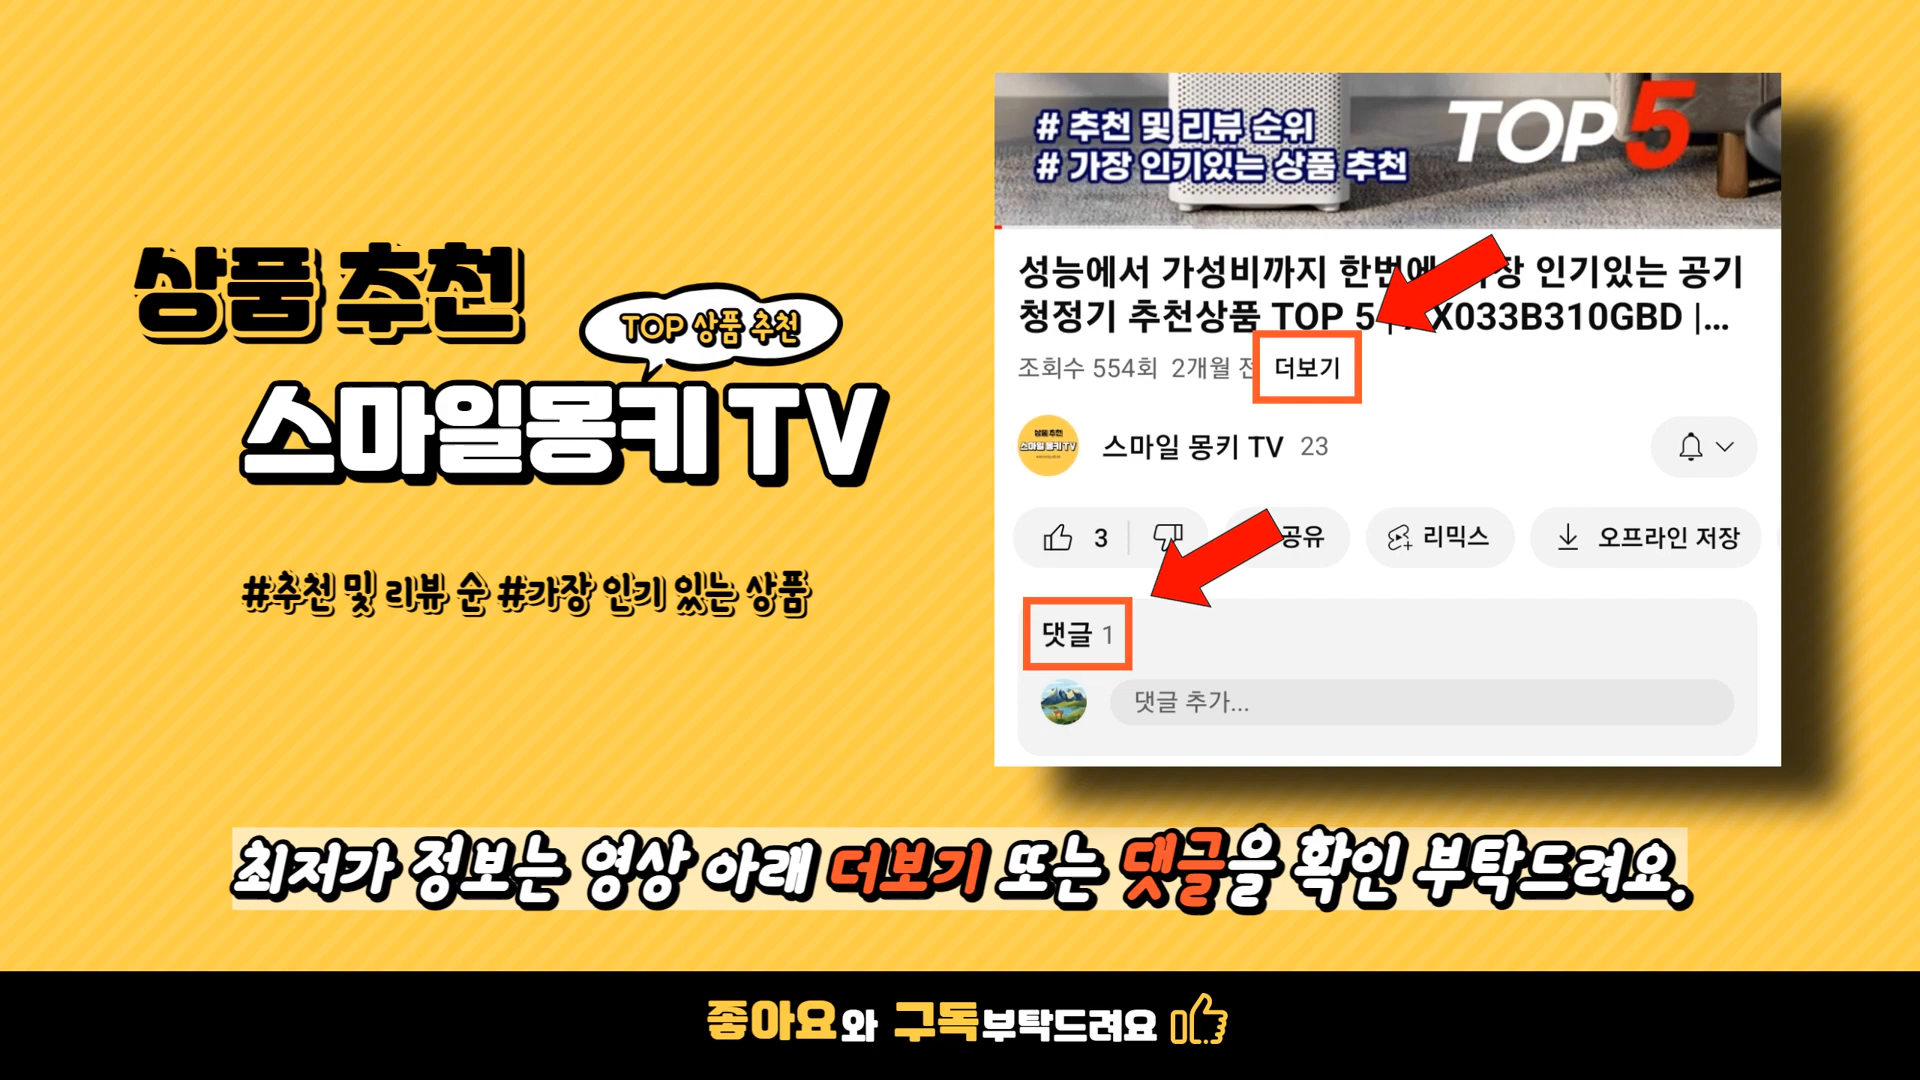 상품 추천
TOP 상품 추천
스마일몽키 TV
#추천 및 리뷰 순 #가장 인기 있는 상품
# 추천 및 리뷰 순위
# 가장 인기있는 상품 추천
TOP 5
성능에서 가성비까지 한번에 인기있는 공기
청정기 추천상품 TOP 5 | X033B310GBD |...
조회수 554회 2개월 전 더보기
스마일 몽키 TV 23
3 공유 리믹스 오프라인 저장
댓글 1
댓글 추가...
최저가 정보는 영상 아래 더보기 또는 댓글을 확인 부탁드려요.
좋아요와 구독부탁드려요